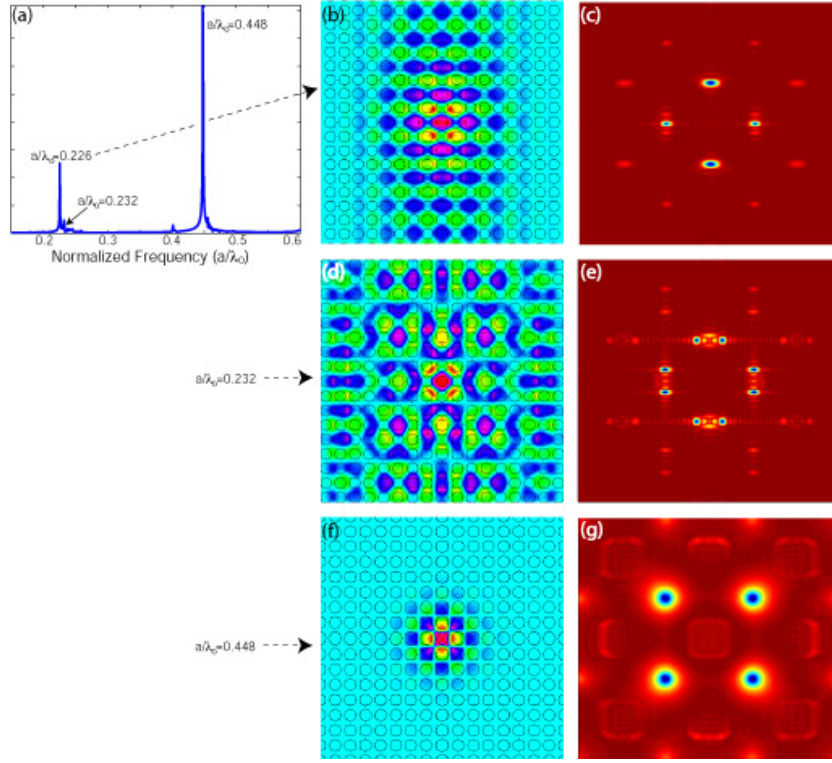 (a)
a/λ₀=0.448
a/λ₀=0.226
a/λ₀=0.232
0.2 0.3 0.4 0.5 0.6
Normalized Frequency (a/λ₀)
(b)
(c)
(d)
(e)
a/λ₀=0.232
(f)
(g)
a/λ₀=0.448